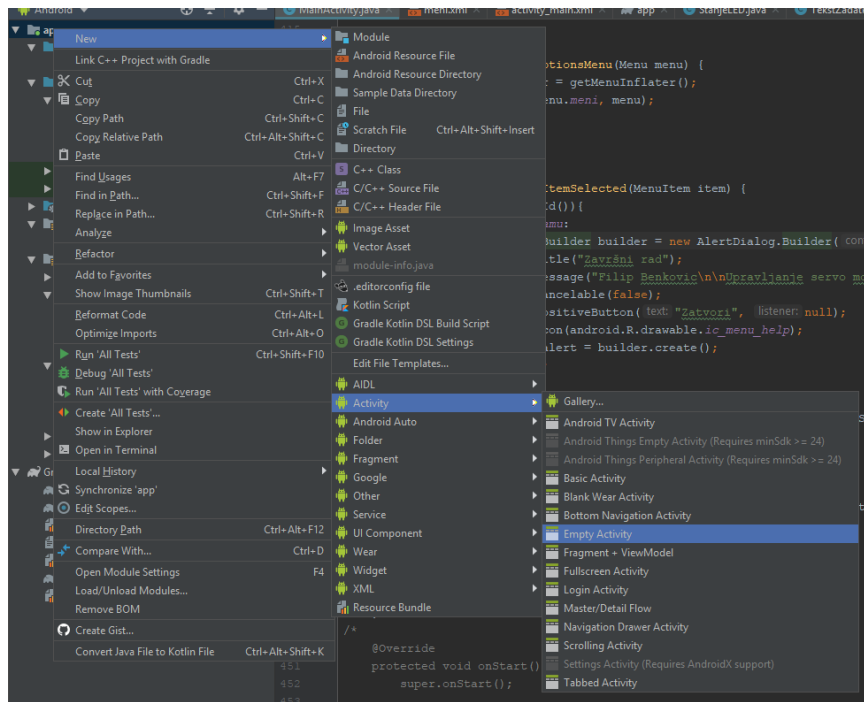 Android
MainActivity.java
meni.xml
activity_main.xml
app
StanjeLED.java
New
Link C++ Project with Gradle
Cut Ctrl+X
Copy Ctrl+C
Copy Path Ctrl+Shift+C
Copy Relative Path Ctrl+Alt+Shift+C
Paste Ctrl+V
Find Usages Alt+F7
Find in Path... Ctrl+Shift+F
Replace in Path... Ctrl+Shift+R
Analyze
Refactor
Add to Favorites
Show Image Thumbnails Ctrl+Shift+T
Reformat Code Ctrl+Alt+L
Optimize Imports Ctrl+Alt+O
Run 'All Tests' Ctrl+Shift+F10
Debug 'All Tests'
Run 'All Tests' with Coverage
Create 'All Tests'...
Show in Explorer
Open in Terminal
Local History
Synchronize 'app'
Edit Scopes...
Directory Path Ctrl+Alt+F12
Compare With... Ctrl+D
Open Module Settings F4
Load/Unload Modules...
Remove BOM
Create Gist...
Convert Java File to Kotlin File Ctrl+Alt+Shift+K
Module
Android Resource File
Android Resource Directory
Sample Data Directory
File
Scratch File Ctrl+Alt+Shift+Insert
Directory
C++ Class
C/C++ Source File
C/C++ Header File
Image Asset
Vector Asset
module-info.java
.editorconfig file
Kotlin Script
Gradle Kotlin DSL Build Script
Gradle Kotlin DSL Settings
Edit File Templates...
AIDL
Activity
Android Auto
Folder
Fragment
Google
Other
Service
UI Component
Wear
Widget
XML
Resource Bundle
Gallery...
Android TV Activity
Android Things Empty Activity (Requires minSdk >= 24)
Android Things Peripheral Activity (Requires minSdk >= 24)
Basic Activity
Blank Wear Activity
Bottom Navigation Activity
Empty Activity
Fragment + ViewModel
Fullscreen Activity
Login Activity
Master/Detail Flow
Navigation Drawer Activity
Scrolling Activity
Settings Activity (Requires AndroidX support)
Tabbed Activity
ptionsMenu(Menu menu) {
r = getMenuInflater();
enu.meni, menu);
ItemSelected(MenuItem item) {
Id()){
Builder builder = new AlertDialog.Builder( con
itle("Završni rad");
essage("Filip Benkovic\n\nUpravljanje servo mo
ancelable(false);
ositiveButton( text: "Zatvori", listener: null);
con(android.R.drawable.ic_menu_help);
alert = builder.create();
/*
@Override
451 protected void onStart()
452 super.onStart();
453